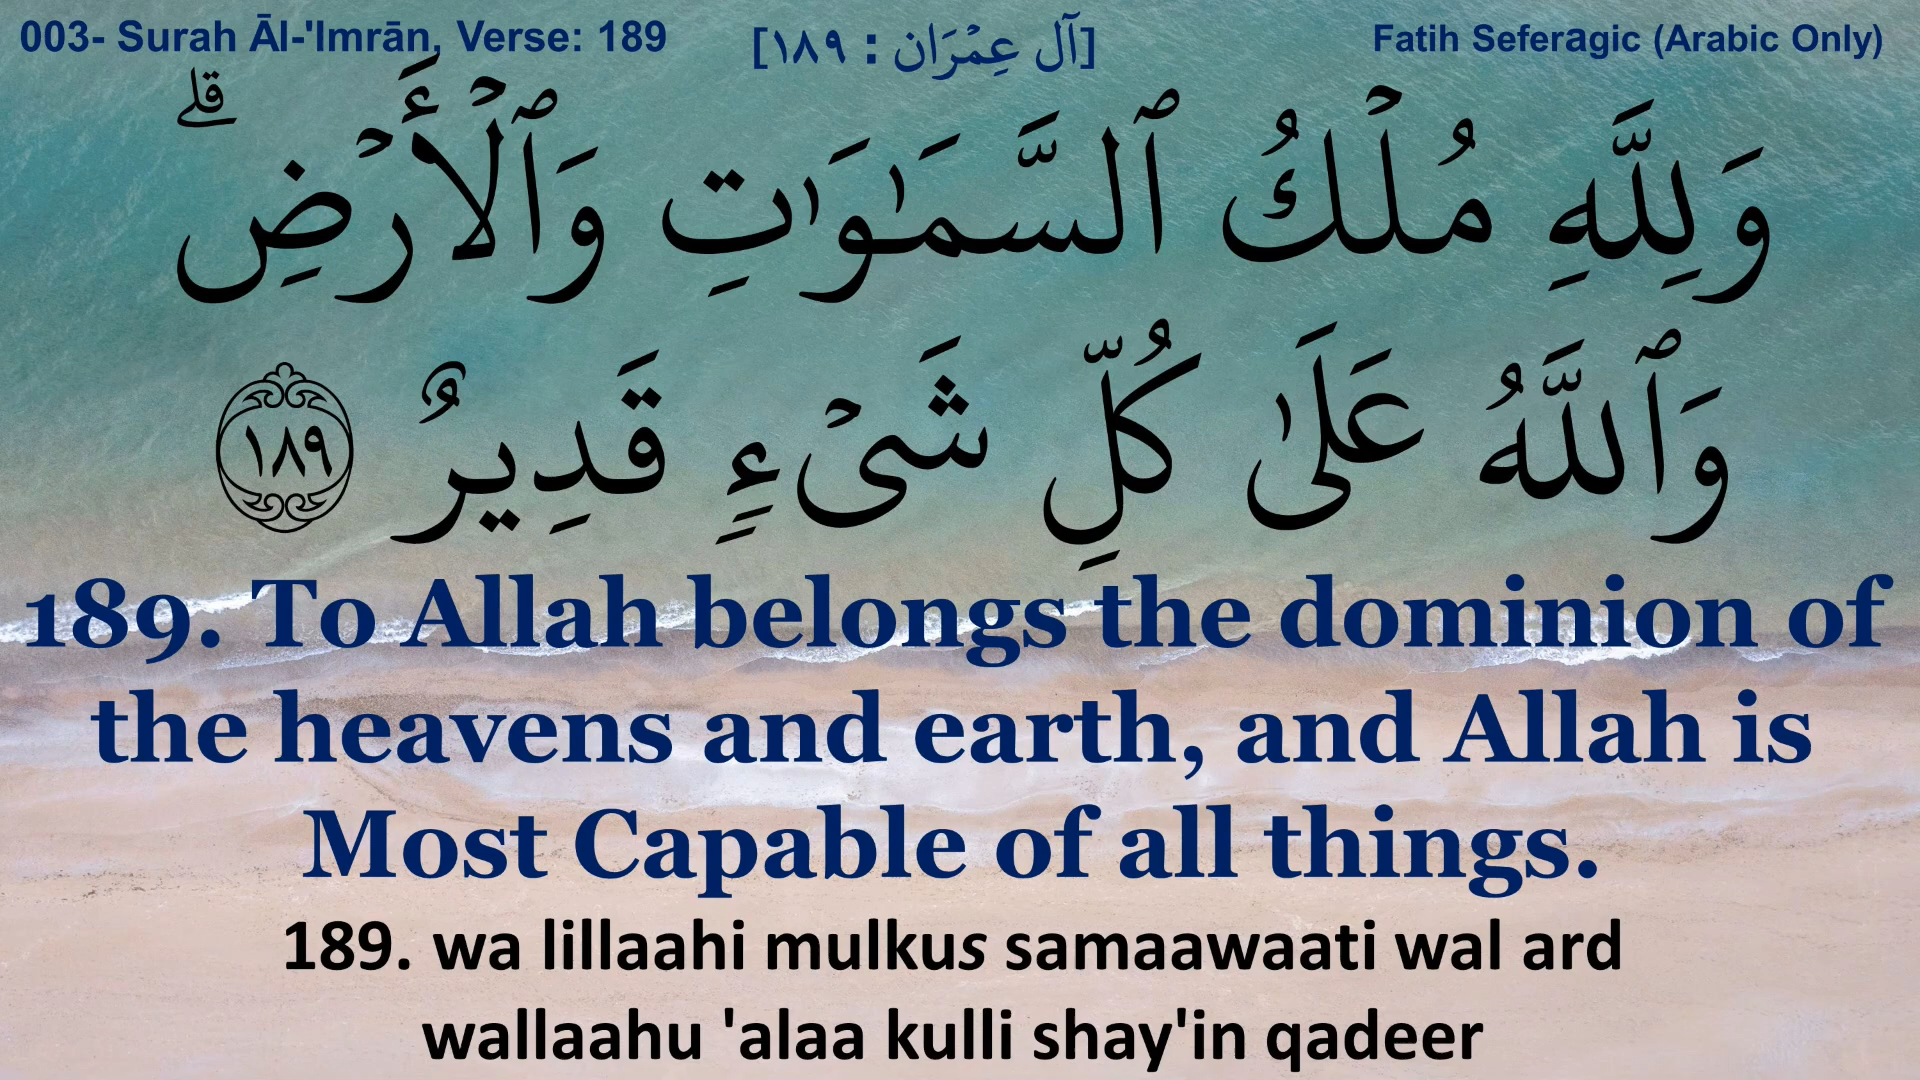 003- Surah Āl-'Imrān, Verse: 189
[آل عِمْرَان : ١٨٩]
Fatih Seferagic (Arabic Only)
وَلِلَّهِ مُلۡكُ ٱلسَّمَٰوَٰتِ وَٱلۡأَرۡضِۗ
وَٱللَّهُ عَلَىٰ كُلِّ شَيۡءٖ قَدِيرٌ ١٨٩
189. To Allah belongs the dominion of
the heavens and earth, and Allah is
Most Capable of all things.
189. wa lillaahi mulkus samaawaati wal ard
wallaahu 'alaa kulli shay'in qadeer